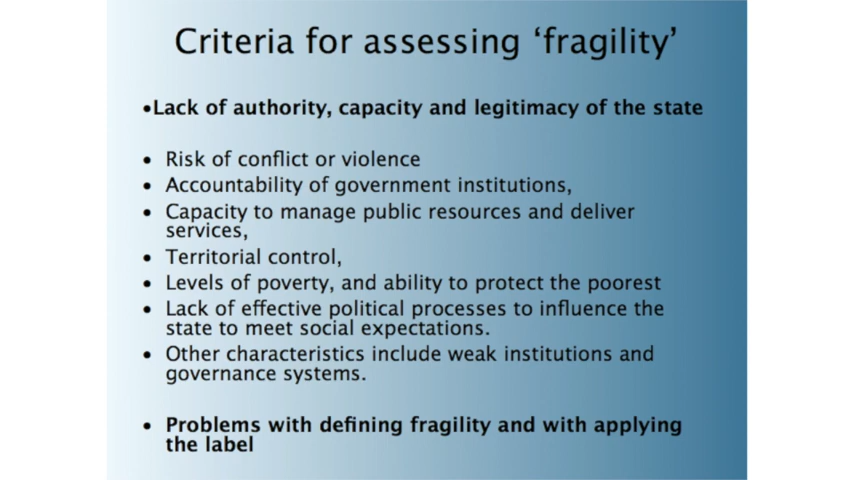 Criteria for assessing ‘fragility’
•Lack of authority, capacity and legitimacy of the state
• Risk of conflict or violence
• Accountability of government institutions,
• Capacity to manage public resources and deliver
services,
• Territorial control,
• Levels of poverty, and ability to protect the poorest
• Lack of effective political processes to influence the
state to meet social expectations.
• Other characteristics include weak institutions and
governance systems.
• Problems with defining fragility and with applying
the label